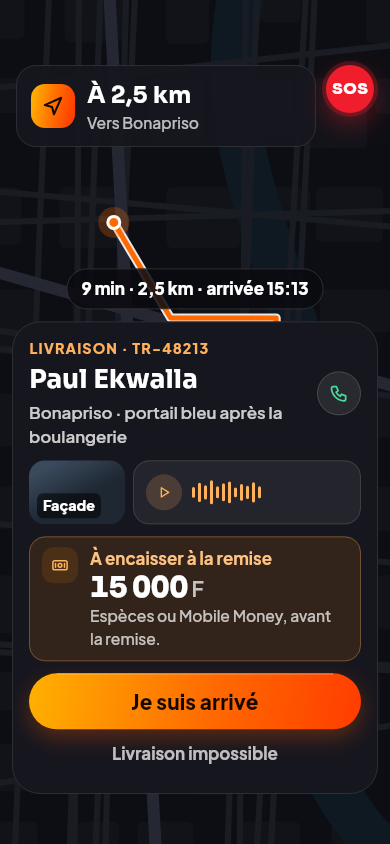 À 2,5 km
Vers Bonapriso
SOS
9 min · 2,5 km · arrivée 15:13
LIVRAISON · TR-48213
Paul Ekwalla
Bonapriso · portail bleu après la
boulangerie
Façade
À encaisser à la remise
15 000 F
Espèces ou Mobile Money, avant
la remise.
Je suis arrivé
Livraison impossible